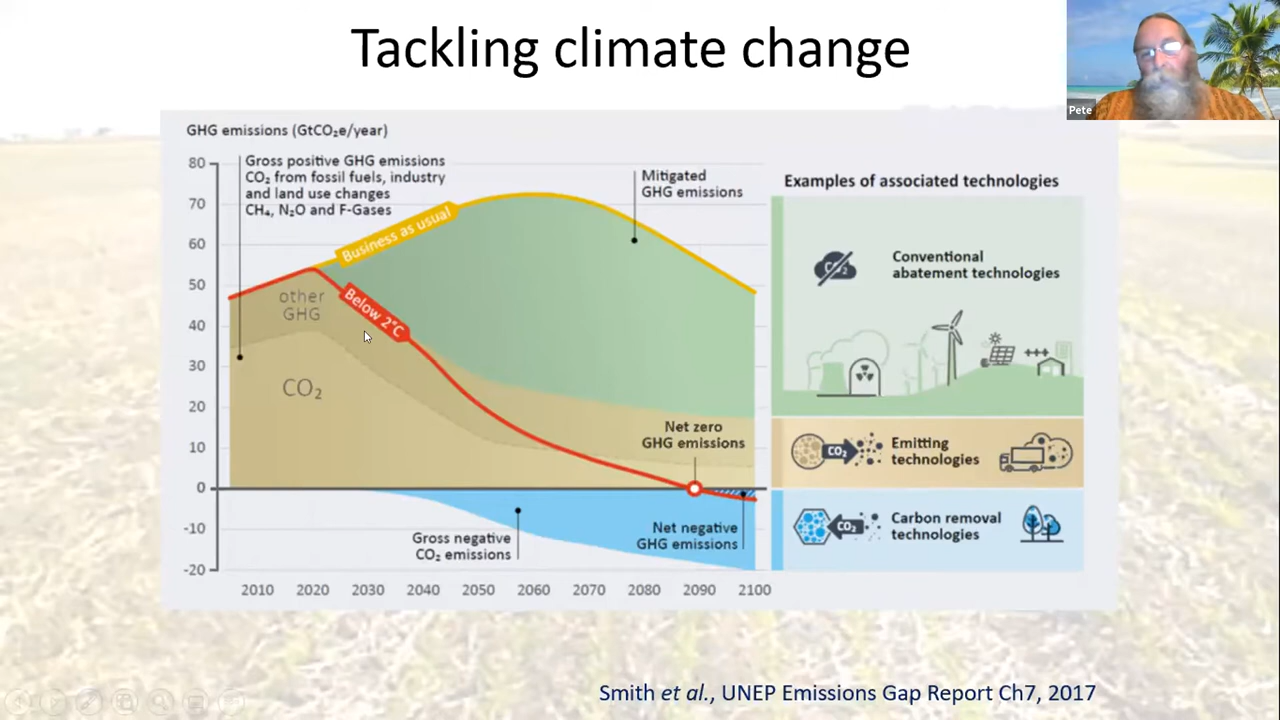 Tackling climate change
Pete
GHG emissions (GtCO₂e/year)
80
70
60
50
40
30
20
10
0
-10
-20
Gross positive GHG emissions
CO₂ from fossil fuels, industry
and land use changes
CH₄, N₂O and F-Gases
Business as usual
Mitigated
GHG emissions
Below 2°C
other
GHG
CO₂
Net zero
GHG emissions
Gross negative
CO₂ emissions
Net negative
GHG emissions
2010 2020 2030 2040 2050 2060 2070 2080 2090 2100
Examples of associated technologies
CO₂
Conventional
abatement technologies
CO₂
Emitting
technologies
CO₂
Carbon removal
technologies
Smith et al., UNEP Emissions Gap Report Ch7, 2017